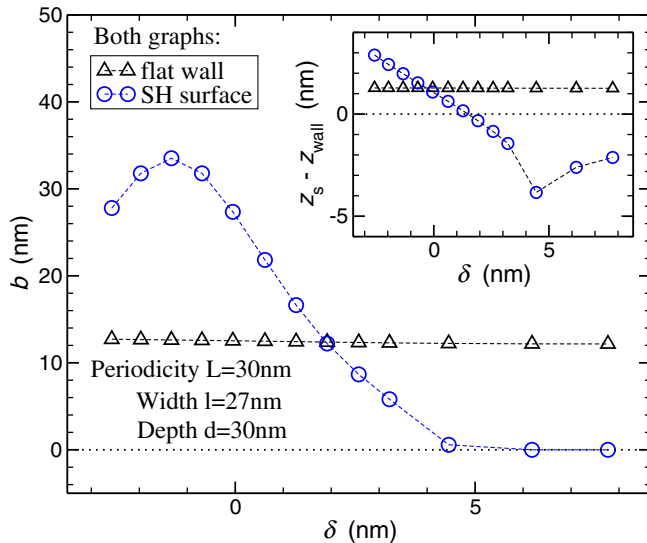 Both graphs:
flat wall
SH surface
50
40
30
20
10
0
b (nm)
0
5
δ (nm)
Periodicity L=30nm
Width l=27nm
Depth d=30nm
z_s - z_wall (nm)
0
-5
0
5
δ (nm)